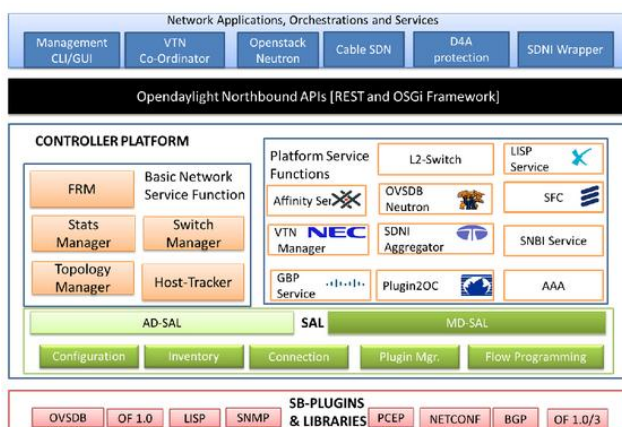 Network Applications, Orchestrations and Services
Management
CLI/GUI
VTN
Co-Ordinator
Openstack
Neutron
Cable SDN
D4A
protection
SDNI Wrapper
Opendaylight Northbound APIs [REST and OSGi Framework]
CONTROLLER PLATFORM
FRM
Basic Network
Service Function
Stats
Manager
Switch
Manager
Topology
Manager
Host-Tracker
Platform Service
Functions
L2-Switch
LISP
Service
Affinity Ser
OVSDB
Neutron
SFC
VTN
Manager
NEC
SDNI
Aggregator
SNBI Service
GBP
Service
Plugin2OC
AAA
AD-SAL
SAL
MD-SAL
Configuration
Inventory
Connection
Plugin Mgr.
Flow Programming
SB-PLUGINS
& LIBRARIES
OVSDB
OF 1.0
LISP
SNMP
PCEP
NETCONF
BGP
OF 1.0/3